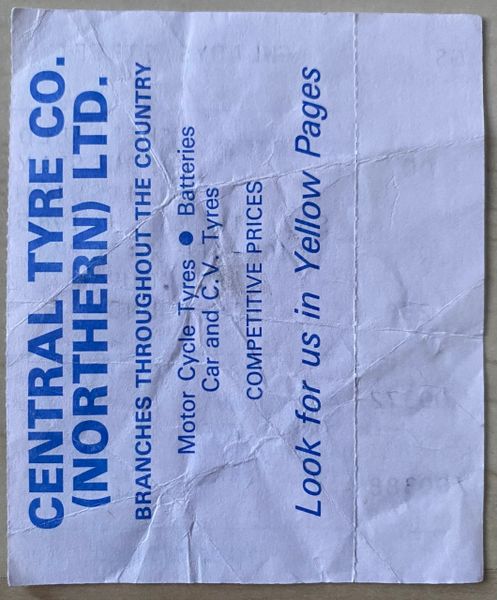 CENTRAL TYRE CO.
(NORTHERN) LTD.
BRANCHES THROUGHOUT THE COUNTRY
Motor Cycle Tyres ● Batteries
Car and C.V. Tyres
COMPETITIVE PRICES
Look for us in Yellow Pages